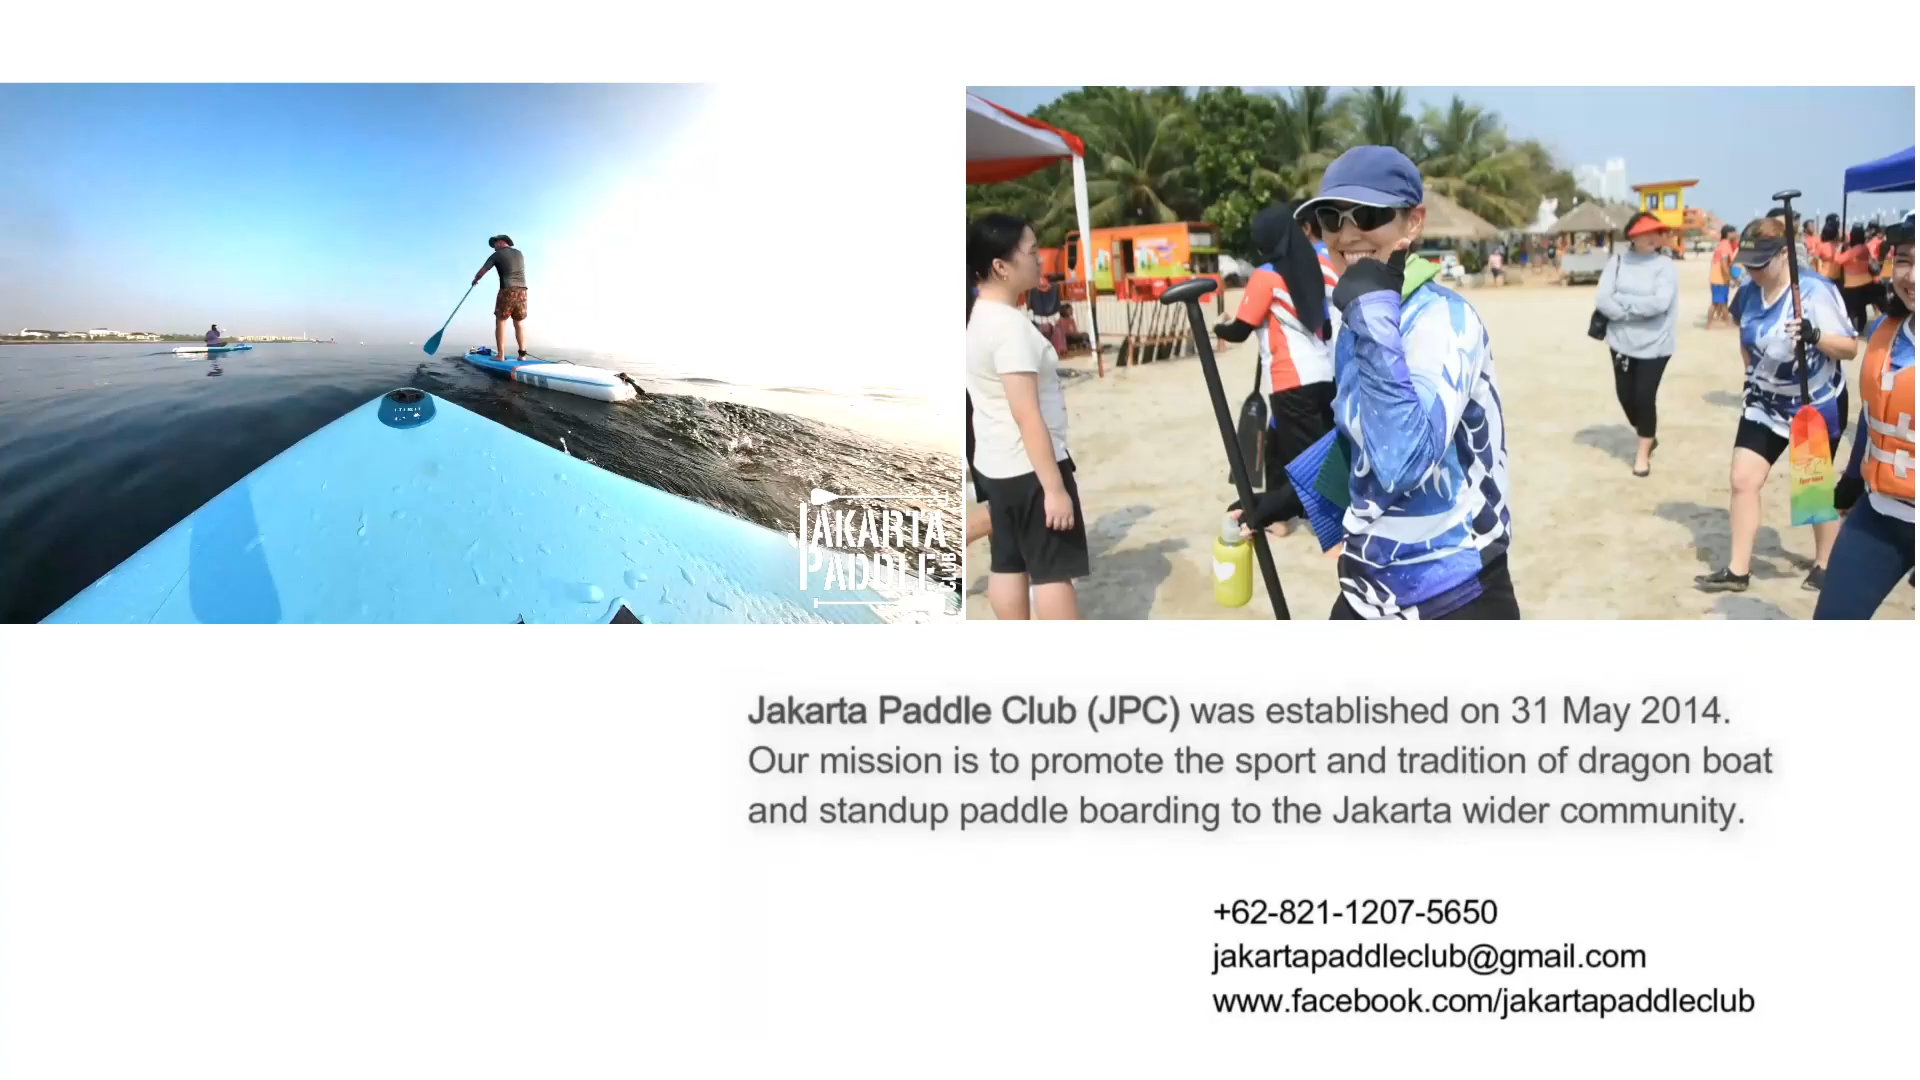 JAKARTA
PADDLE CLUB
Jakarta Paddle Club (JPC) was established on 31 May 2014.
Our mission is to promote the sport and tradition of dragon boat
and standup paddle boarding to the Jakarta wider community.
+62-821-1207-5650
jakartapaddleclub@gmail.com
www.facebook.com/jakartapaddleclub